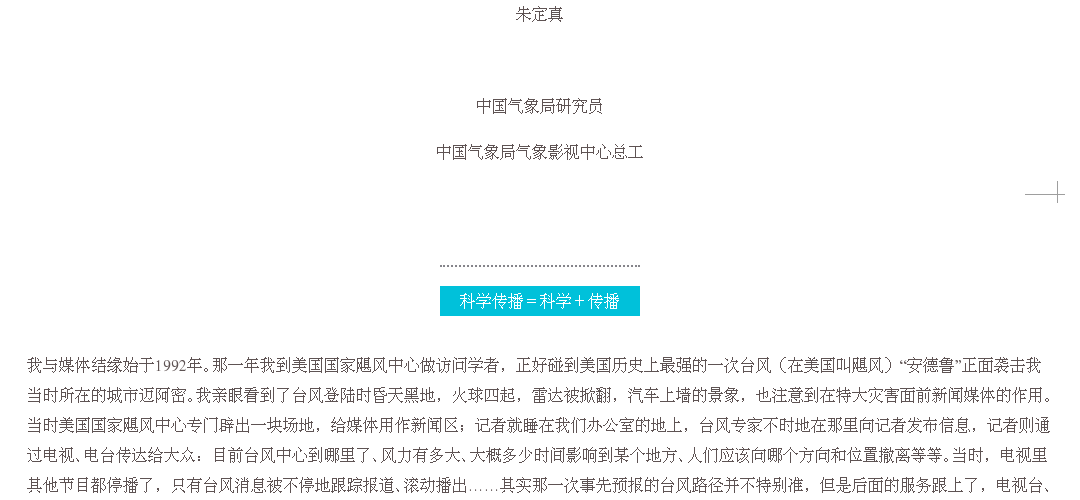 朱定真
中国气象局研究员
中国气象局气象影视中心总工
科学传播=科学+传播
我与媒体结缘始于1992年。那一年我到美国国家飓风中心做访问学者，正好碰到美国历史上最强的一次台风（在美国叫飓风）“安德鲁”正面袭击我
当时所在的城市迈阿密。我亲眼看到了台风登陆时昏天黑地，火球四起，雷达被掀翻，汽车上墙的景象，也注意到在特大灾害面前新闻媒体的作用。
当时美国国家飓风中心专门辟出一块场地，给媒体用作新闻区；记者就睡在我们办公室的地上，台风专家不时地在那里向记者发布信息，记者则通
过电视、电台传达给大众：目前台风中心到哪里了、风力有多大、大概多少时间影响到某个地方、人们应该向哪个方向和位置撤离等等。当时，电视里
其他节目都停播了，只有台风消息被不停地跟踪报道、滚动播出……其实那一次事先预报的台风路径并不特别准，但是后面的服务跟上了，电视台、